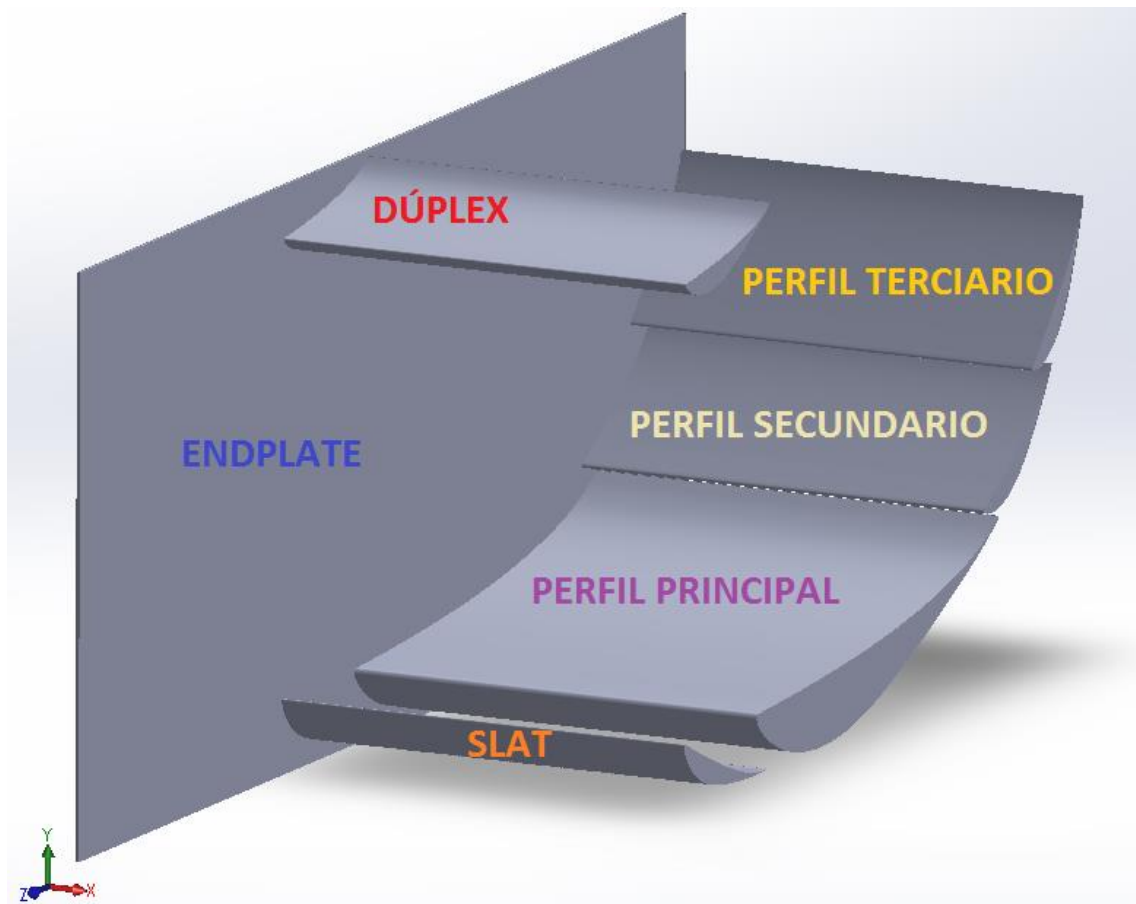 DÚPLEX
PERFIL TERCIARIO
PERFIL SECUNDARIO
ENDPLATE
PERFIL PRINCIPAL
SLAT
Y
Z
X